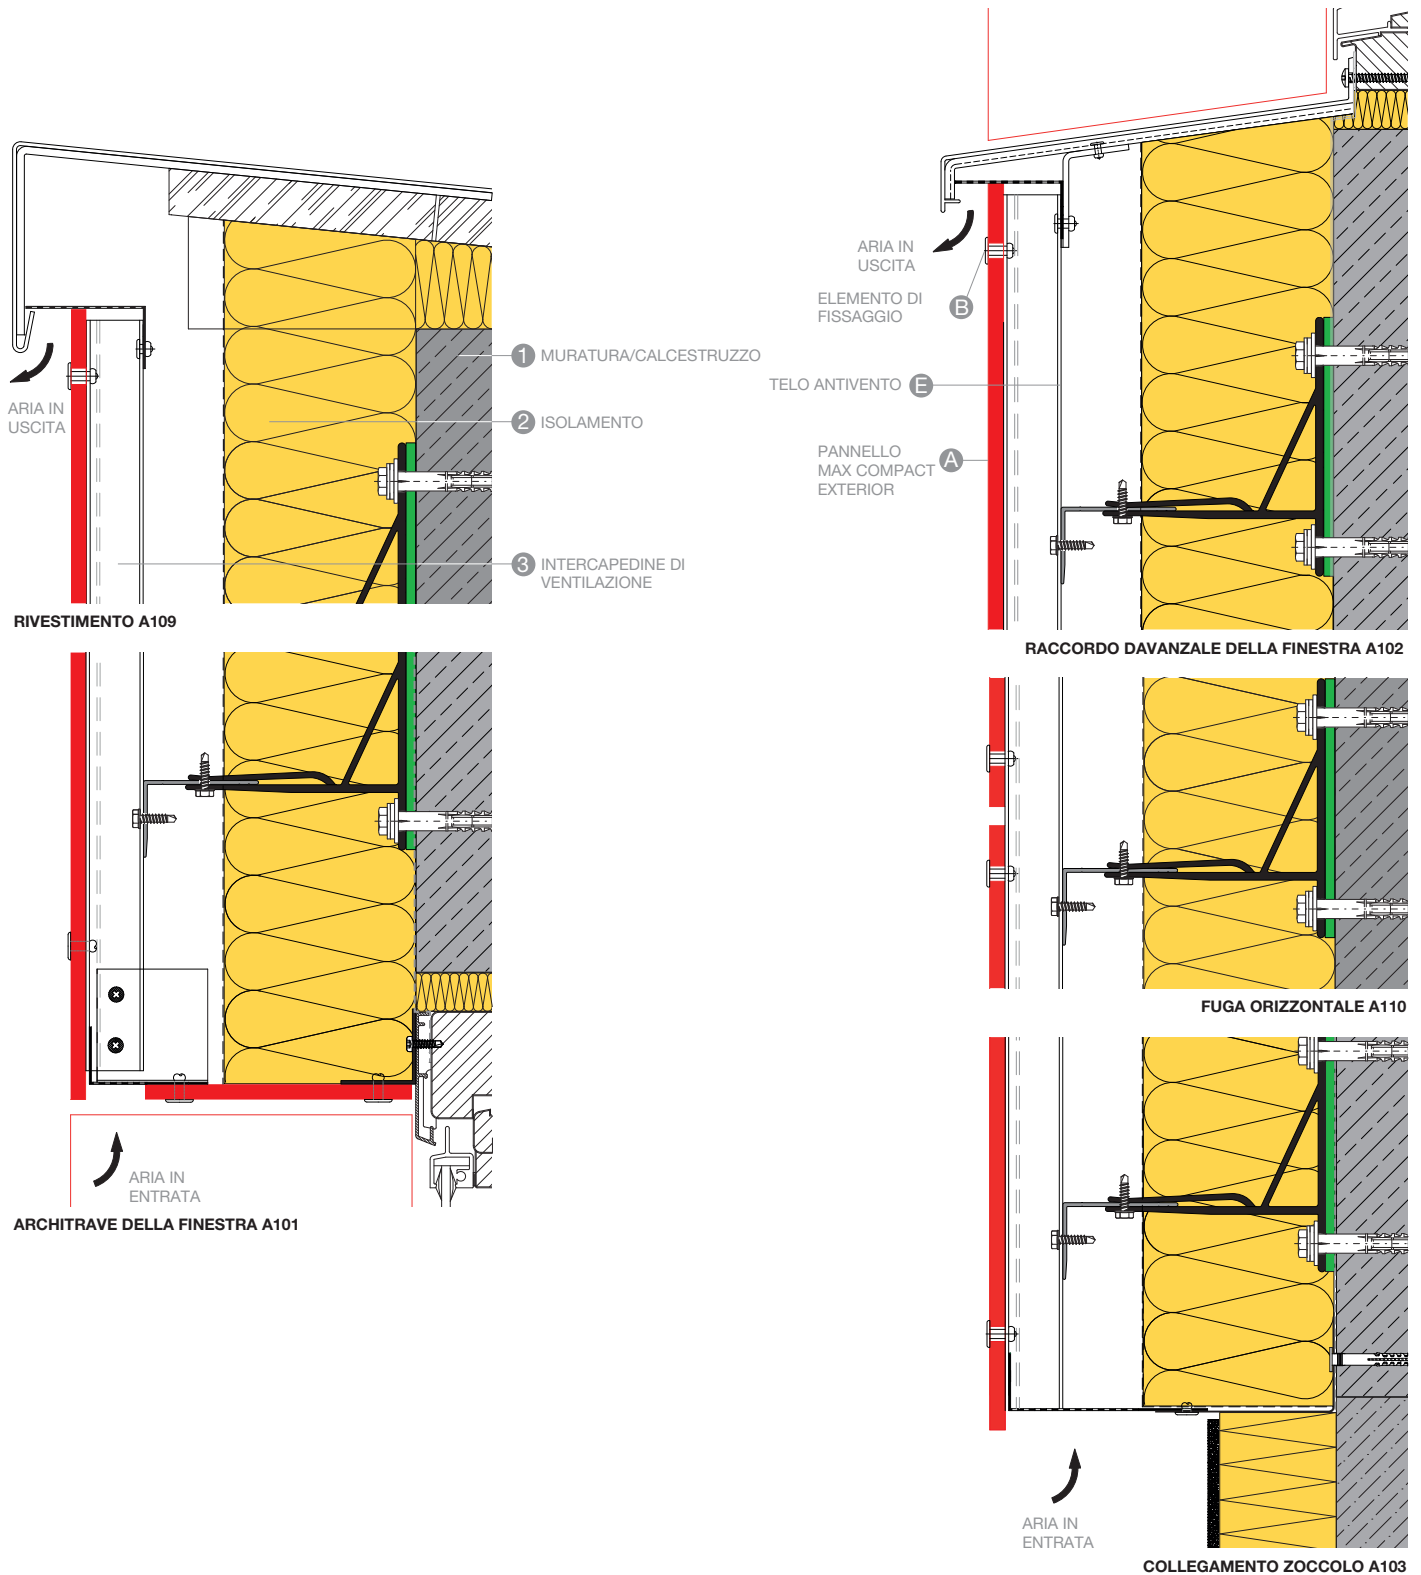 ARIA IN
USCITA
1 MURATURA/CALCESTRUZZO
2 ISOLAMENTO
3 INTERCAPEDINE DI
VENTILAZIONE
RIVESTIMENTO A109
ARIA IN
ENTRATA
ARCHITRAVE DELLA FINESTRA A101
ARIA IN
USCITA
ELEMENTO DI
FISSAGGIO
B
TELO ANTIVENTO E
PANNELLO
MAX COMPACT A
EXTERIOR
RACCORDO DAVANZALE DELLA FINESTRA A102
FUGA ORIZZONTALE A110
ARIA IN
ENTRATA
COLLEGAMENTO ZOCCOLO A103